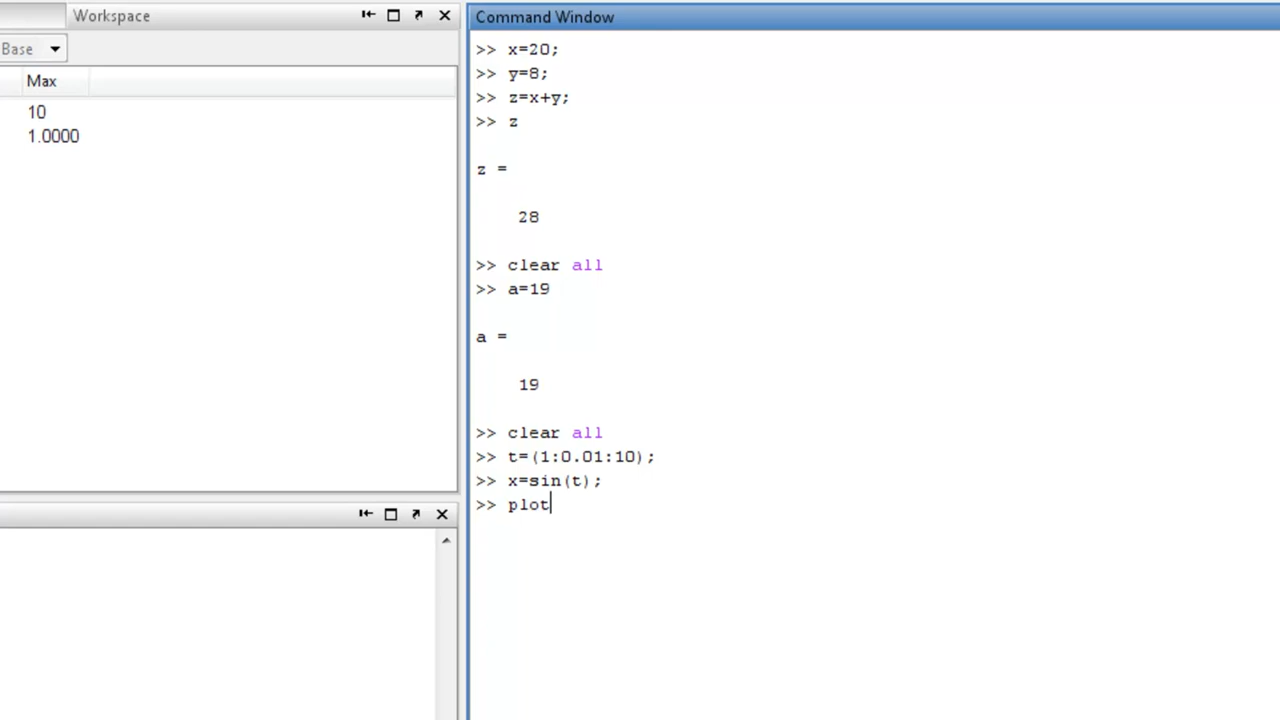 Workspace
Base
Max
10
1.0000
Command Window
>> x=20;
>> y=8;
>> z=x+y;
>> z
z =
28
>> clear all
>> a=19
a =
19
>> clear all
>> t=(1:0.01:10);
>> x=sin(t);
>> plot